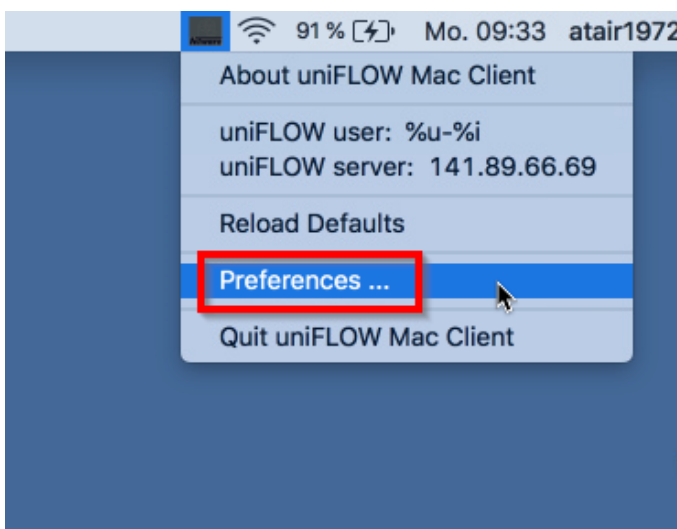 91 % Mo. 09:33 atair1972
About uniFLOW Mac Client
uniFLOW user: %u-%i
uniFLOW server: 141.89.66.69
Reload Defaults
Preferences ...
Quit uniFLOW Mac Client